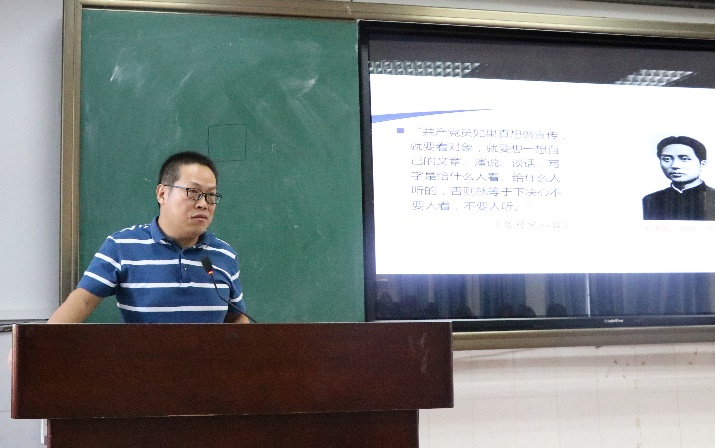 “共产党员如果真想做宣传，
就要看对象，就要想一想自
己的文章、演说、谈话、写
字是给什么人看、给什么人
听的，否则就等于下决心不
要人看，不要人听。”